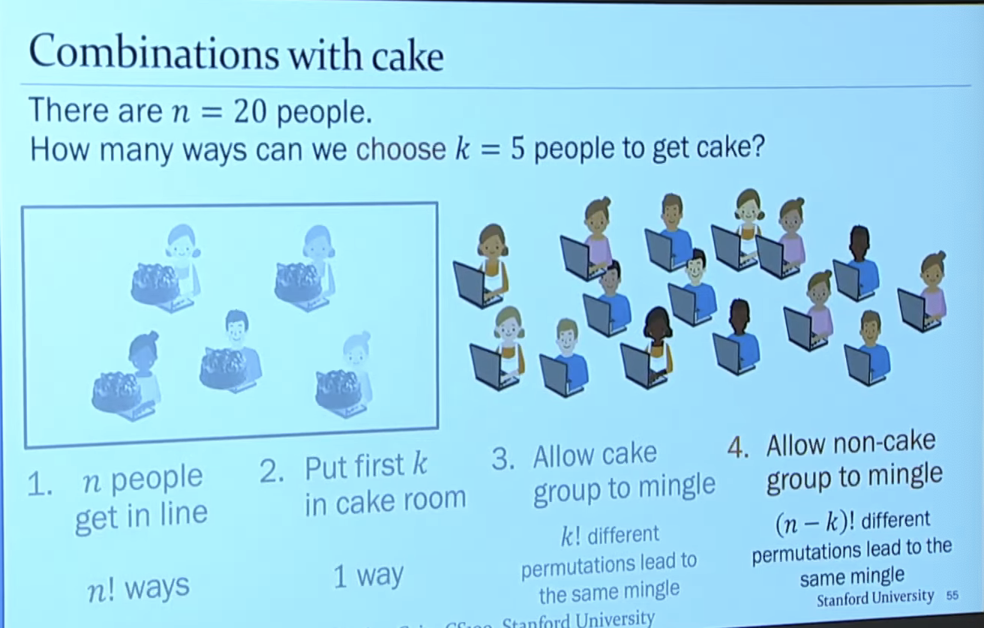 Combinations with cake
There are n = 20 people.
How many ways can we choose k = 5 people to get cake?
1. n people
get in line
n! ways
2. Put first k
in cake room
1 way
3. Allow cake
group to mingle
k! different
permutations lead to
the same mingle
4. Allow non-cake
group to mingle
(n − k)! different
permutations lead to the
same mingle
Stanford University 55
Stanford University